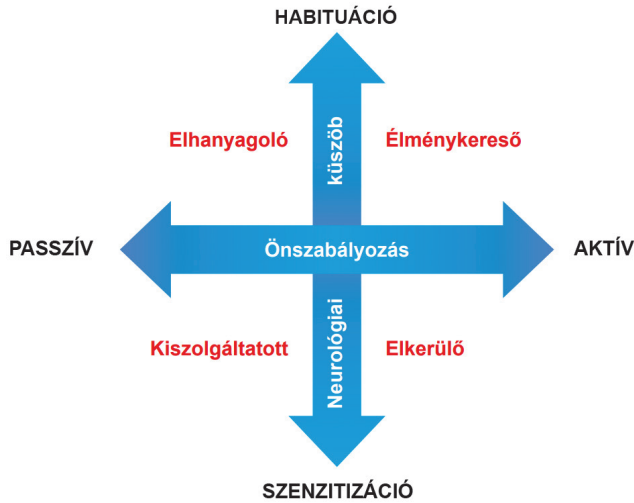 HABITUÁCIÓ
Elhanyagoló
Élménykereső
küszöb
PASSZÍV
Önszabályozás
AKTÍV
Neurológiai
Kiszolgáltatott
Elkerülő
SZENZITIZÁCIÓ